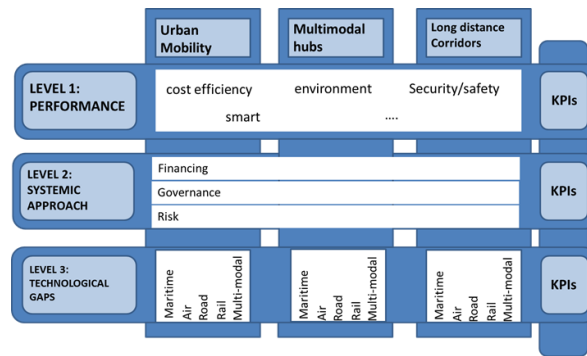 Urban
Mobility
Multimodal
hubs
Long distance
Corridors
LEVEL 1:
PERFORMANCE
cost efficiency
environment
Security/safety
smart
....
KPIs
LEVEL 2:
SYSTEMIC
APPROACH
Financing
Governance
Risk
KPIs
LEVEL 3:
TECHNOLOGICAL
GAPS
Maritime
Air
Road
Rail
Multi-modal
Maritime
Air
Road
Rail
Multi-modal
Maritime
Air
Road
Rail
Multi-modal
KPIs